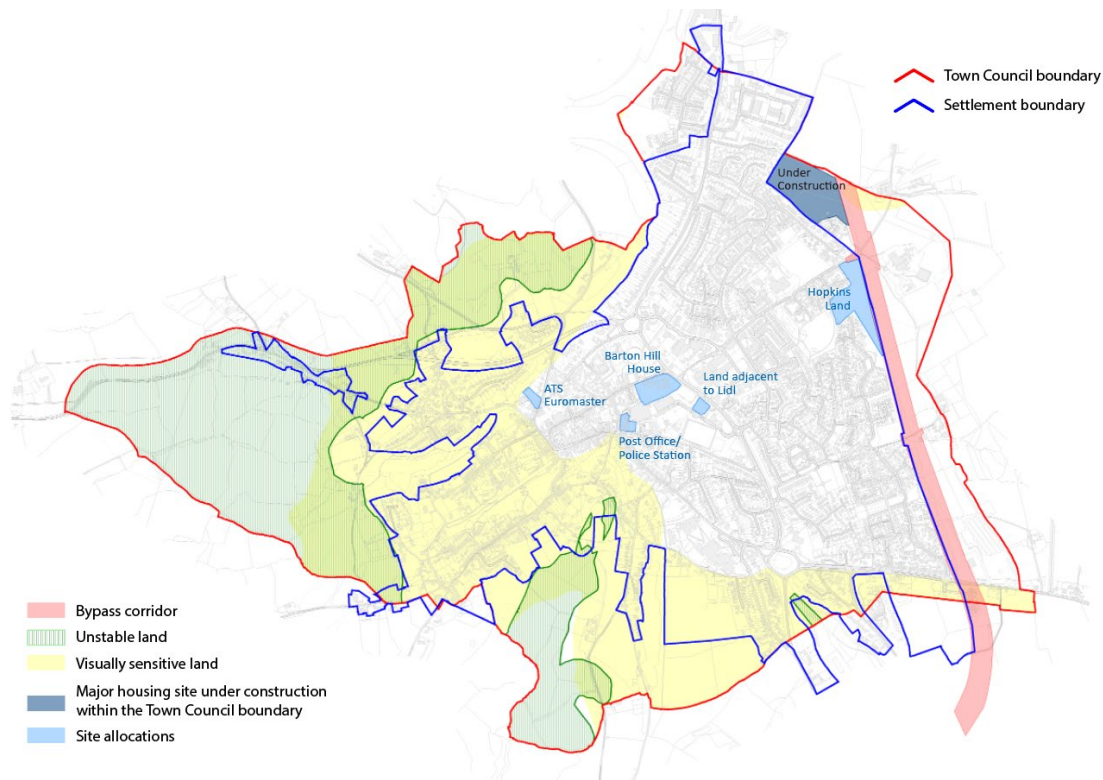 Town Council boundary
Settlement boundary
Under
Construction
Hopkins
Land
Barton Hill
House
Land adjacent
to Lidl
ATS
Euromaster
Post Office/
Police Station
Bypass corridor
Unstable land
Visually sensitive land
Major housing site under construction
within the Town Council boundary
Site allocations